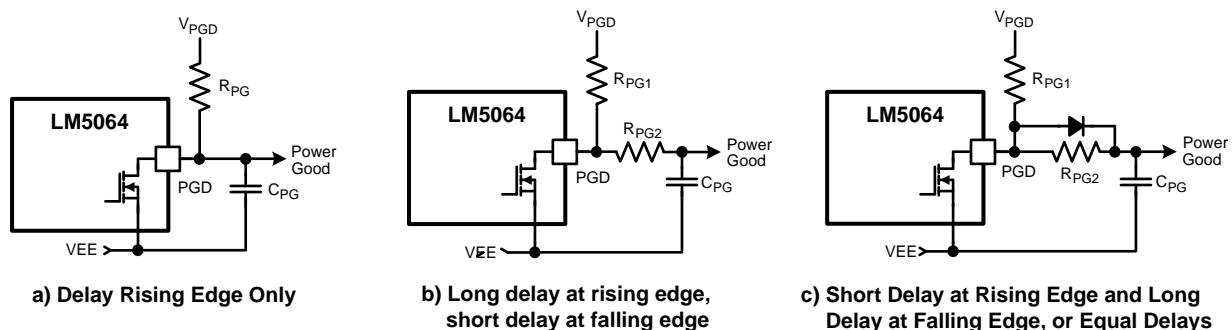 V_PGD
R_PG
LM5064
PGD
C_PG
Power
Good
VEE
a) Delay Rising Edge Only
V_PGD
R_PG1
LM5064
R_PG2
PGD
C_PG
Power
Good
VEE
b) Long delay at rising edge,
short delay at falling edge
V_PGD
R_PG1
LM5064
R_PG2
PGD
C_PG
Power
Good
VEE
c) Short Delay at Rising Edge and Long
Delay at Falling Edge, or Equal Delays